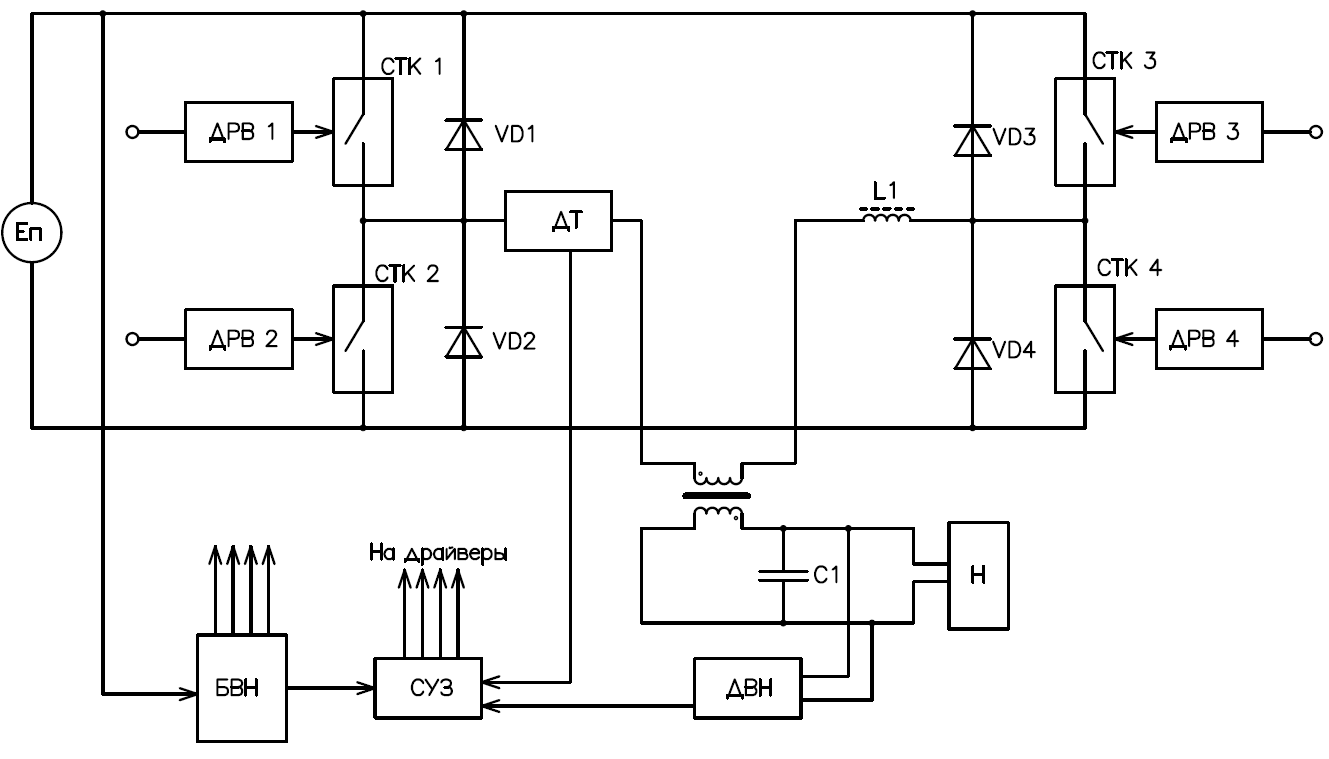 СТК 1
СТК 3
ДРВ 1
VD1
VD3
ДРВ 3
L1
Еп
ДТ
СТК 2
СТК 4
ДРВ 2
VD2
VD4
ДРВ 4
На драйверы
С1
Н
БВН
СУЗ
ДВН